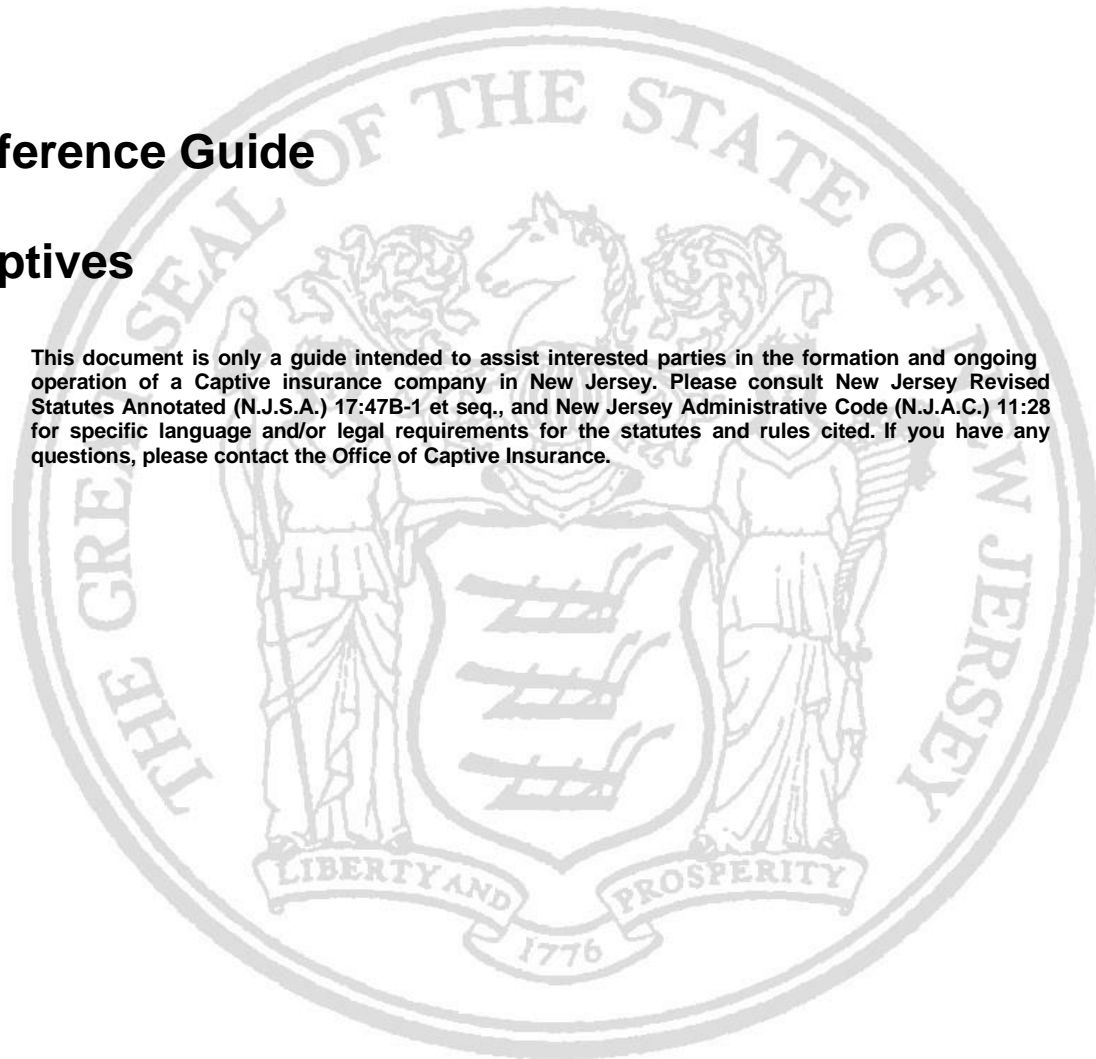 ference Guide
ptives
This document is only a guide intended to assist interested parties in the formation and ongoing
operation of a Captive insurance company in New Jersey. Please consult New Jersey Revised
Statutes Annotated (N.J.S.A.) 17:47B-1 et seq., and New Jersey Administrative Code (N.J.A.C.) 11:28
for specific language and/or legal requirements for the statutes and rules cited. If you have any
questions, please contact the Office of Captive Insurance.
THE GREAT SEAL OF THE STATE OF NEW JERSEY
LIBERTY AND PROSPERITY
1776